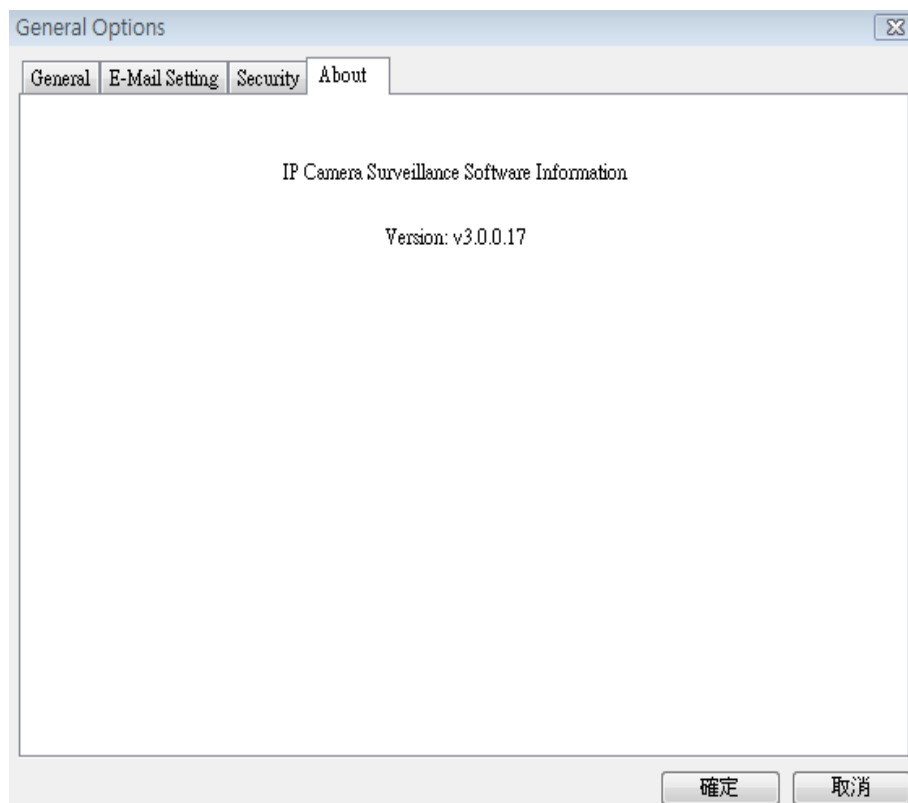 General Options
General E-Mail Setting Security About
IP Camera Surveillance Software Information
Version: v3.0.0.17
確定 取消